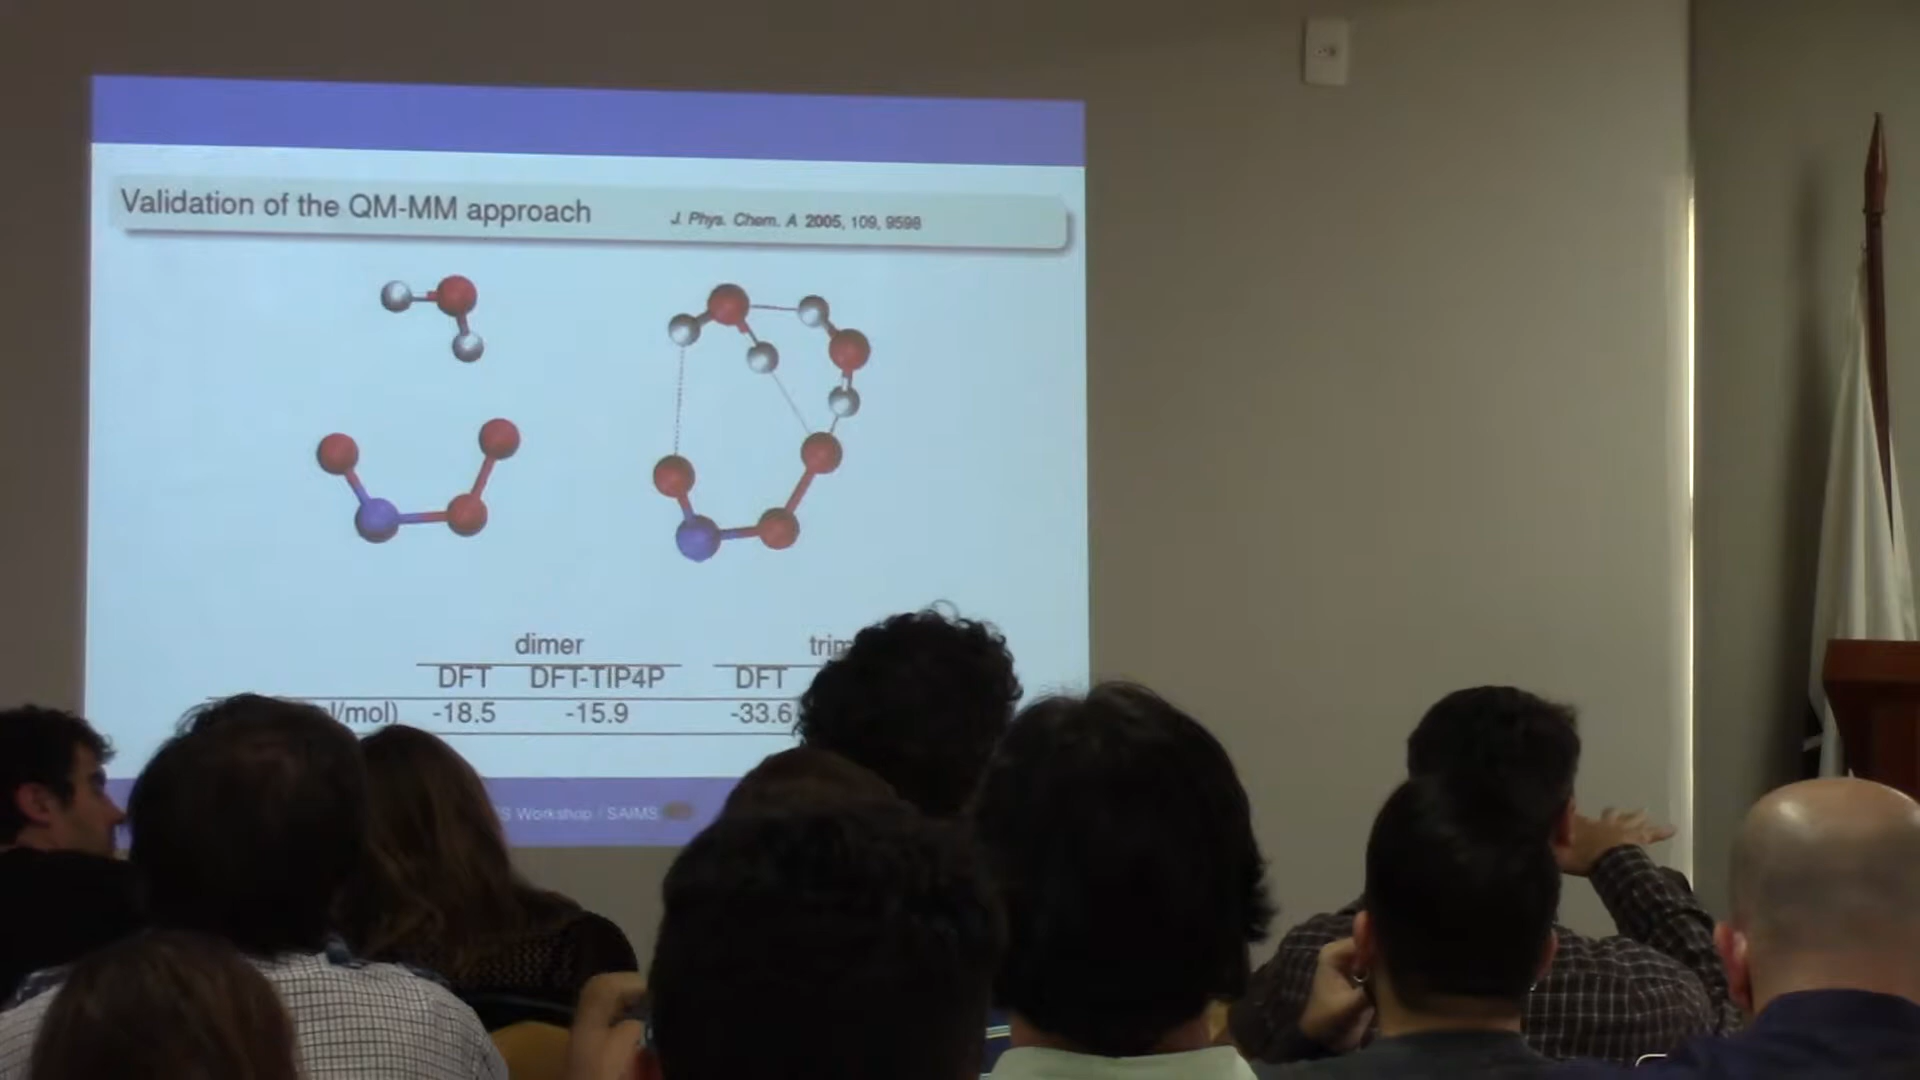 Validation of the QM-MM approach
J. Phys. Chem. A 2005, 109, 9598
dimer
DFT DFT-TIP4P DFT
-18.5 -15.9 -33.6
Workshop / SAIMS